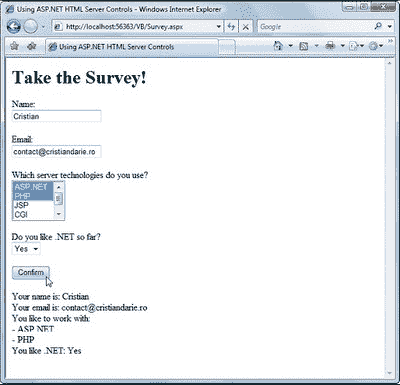 Using ASP.NET HTML Server Controls - Windows Internet Explorer
http://localhost:56363/VB/Survey.aspx
Using ASP.NET HTML Server Controls
Take the Survey!
Name:
Cristian
Email:
contact@cristiandarie.ro
Which server technologies do you use?
ASP.NET
PHP
JSP
CGI
Do you like .NET so far?
Yes
Confirm
Your name is: Cristian
Your email is: contact@cristiandarie.ro
You like to work with:
- ASP.NET
- PHP
You like .NET: Yes